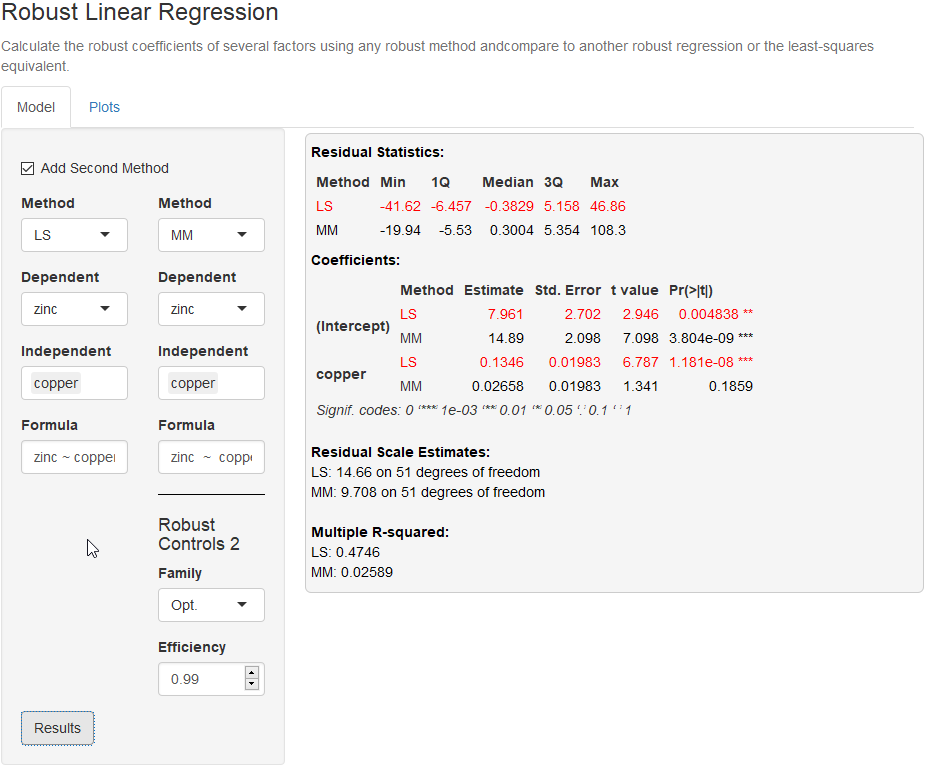 Robust Linear Regression
Calculate the robust coefficients of several factors using any robust method andcompare to another robust regression or the least-squares
equivalent.
Model Plots
Add Second Method
Method Method
LS MM
Dependent Dependent
zinc zinc
Independent Independent
copper copper
Formula Formula
zinc ~ copper zinc ~ coppe
Robust
Controls 2
Family
Opt.
Efficiency
0.99
Results
Residual Statistics:
Method Min 1Q Median 3Q Max
LS -41.62 -6.457 -0.3829 5.158 46.86
MM -19.94 -5.53 0.3004 5.354 108.3
Coefficients:
Method Estimate Std. Error t value Pr(>|t|)
(Intercept)
LS 7.961 2.702 2.946 0.004838 **
MM 14.89 2.098 7.098 3.804e-09 ***
copper
LS 0.1346 0.01983 6.787 1.181e-08 ***
MM 0.02658 0.01983 1.341 0.1859
Signif. codes: 0 ‘***’ 1e-03 ‘**’ 0.01 ‘*’ 0.05 ‘.’ 0.1 ‘ ’ 1
Residual Scale Estimates:
LS: 14.66 on 51 degrees of freedom
MM: 9.708 on 51 degrees of freedom
Multiple R-squared:
LS: 0.4746
MM: 0.02589